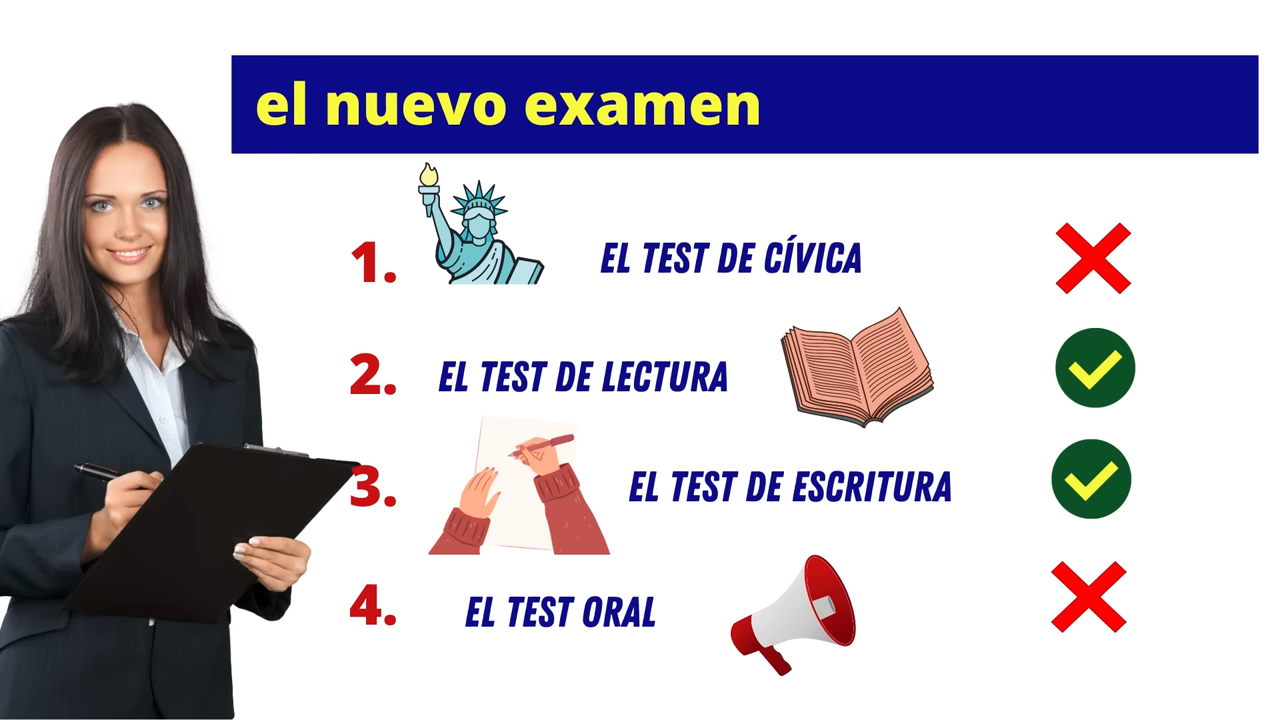 el nuevo examen
1. EL TEST DE CÍVICA
2. EL TEST DE LECTURA
3. EL TEST DE ESCRITURA
4. EL TEST ORAL